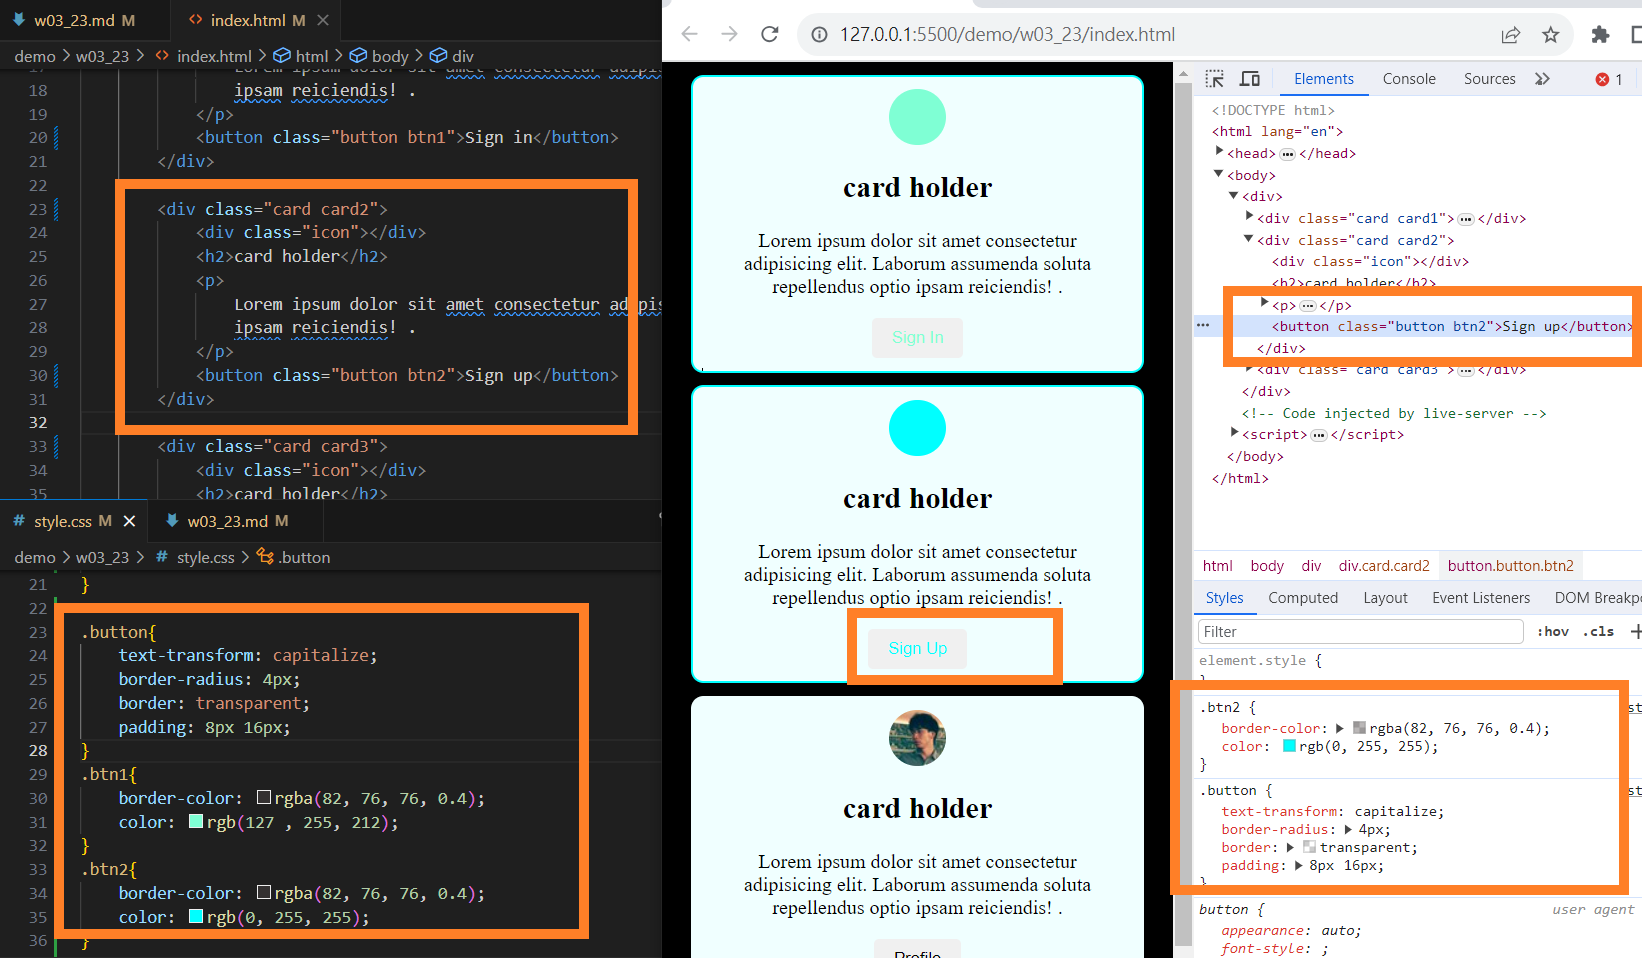 w03_23.md M
index.html M
demo > w03_23 > index.html > html > body > div
17 Lorem ipsum dolor sit amet consectetur adipis
18 ipsam reiciendis! .
19 </p>
20 <button class="button btn1">Sign in</button>
21 </div>
22
23 <div class="card card2">
24 <div class="icon"></div>
25 <h2>card holder</h2>
26 <p>
27 Lorem ipsum dolor sit amet consectetur adipis
28 ipsam reiciendis! .
29 </p>
30 <button class="button btn2">Sign up</button>
31 </div>
32
33 <div class="card card3">
34 <div class="icon"></div>
35 <h2>card holder</h2>
style.css M
w03_23.md M
demo > w03_23 > # style.css > .button
21 }
22
23 .button{
24 text-transform: capitalize;
25 border-radius: 4px;
26 border: transparent;
27 padding: 8px 16px;
28 }
29 .btn1{
30 border-color: rgba(82, 76, 76, 0.4);
31 color: rgb(127 , 255, 212);
32 }
33 .btn2{
34 border-color: rgba(82, 76, 76, 0.4);
35 color: rgb(0, 255, 255);
36 }
127.0.0.1:5500/demo/w03_23/index.html
card holder
Lorem ipsum dolor sit amet consectetur
adipisicing elit. Laborum assumenda soluta
repellendus optio ipsam reiciendis! .
Sign In
card holder
Lorem ipsum dolor sit amet consectetur
adipisicing elit. Laborum assumenda soluta
repellendus optio ipsam reiciendis! .
Sign Up
card holder
Lorem ipsum dolor sit amet consectetur
adipisicing elit. Laborum assumenda soluta
repellendus optio ipsam reiciendis! .
Profile
Elements Console Sources 1
<!DOCTYPE html>
<html lang="en">
<head> … </head>
<body>
<div>
<div class="card card1"> … </div>
<div class="card card2">
<div class="icon"></div>
<h2>card holder</h2>
<p> … </p>
<button class="button btn2">Sign up</button>
</div>
<div class="card card3"> … </div>
</div>
<!-- Code injected by live-server -->
<script> … </script>
</body>
</html>
html body div div.card.card2 button.button.btn2
Styles Computed Layout Event Listeners DOM Breakpo
Filter :hov .cls +
element.style {
}
.btn2 { st
border-color: rgba(82, 76, 76, 0.4);
color: rgb(0, 255, 255);
}
.button { st
text-transform: capitalize;
border-radius: 4px;
border: transparent;
padding: 8px 16px;
}
button { user agent
appearance: auto;
font-style: ;